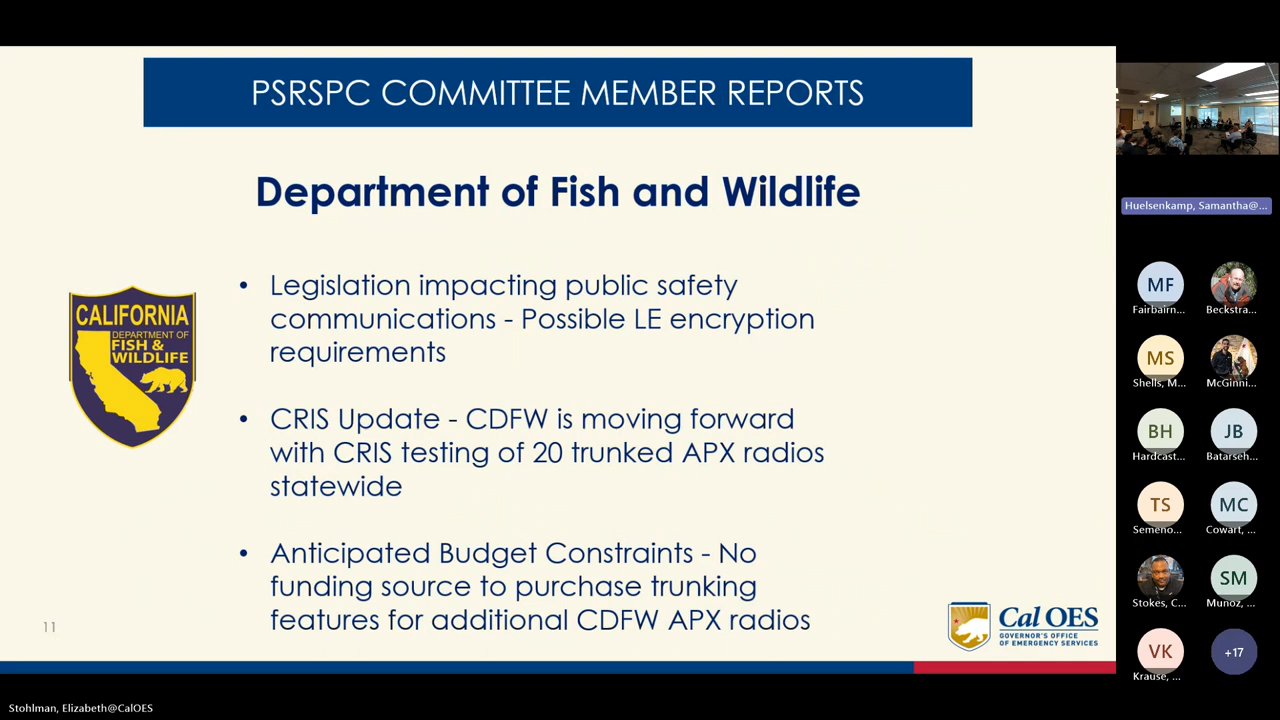 PSRSPC COMMITTEE MEMBER REPORTS
Department of Fish and Wildlife
• Legislation impacting public safety
communications - Possible LE encryption
requirements
• CRIS Update - CDFW is moving forward
with CRIS testing of 20 trunked APX radios
statewide
• Anticipated Budget Constraints - No
funding source to purchase trunking
features for additional CDFW APX radios
CALIFORNIA
DEPARTMENT OF
FISH &
WILDLIFE
11
Cal OES
GOVERNOR'S OFFICE
OF EMERGENCY SERVICES
Huelsenkamp, Samantha@...
MF
Fairbairn...
Beckstra...
MS
Shells, M...
McGinni...
BH
Hardcast...
JB
Batarseh...
TS
Semeno...
MC
Cowart, ...
Stokes, C...
SM
Munoz, ...
VK
Krause, ...
+17
Stohlman, Elizabeth@CalOES